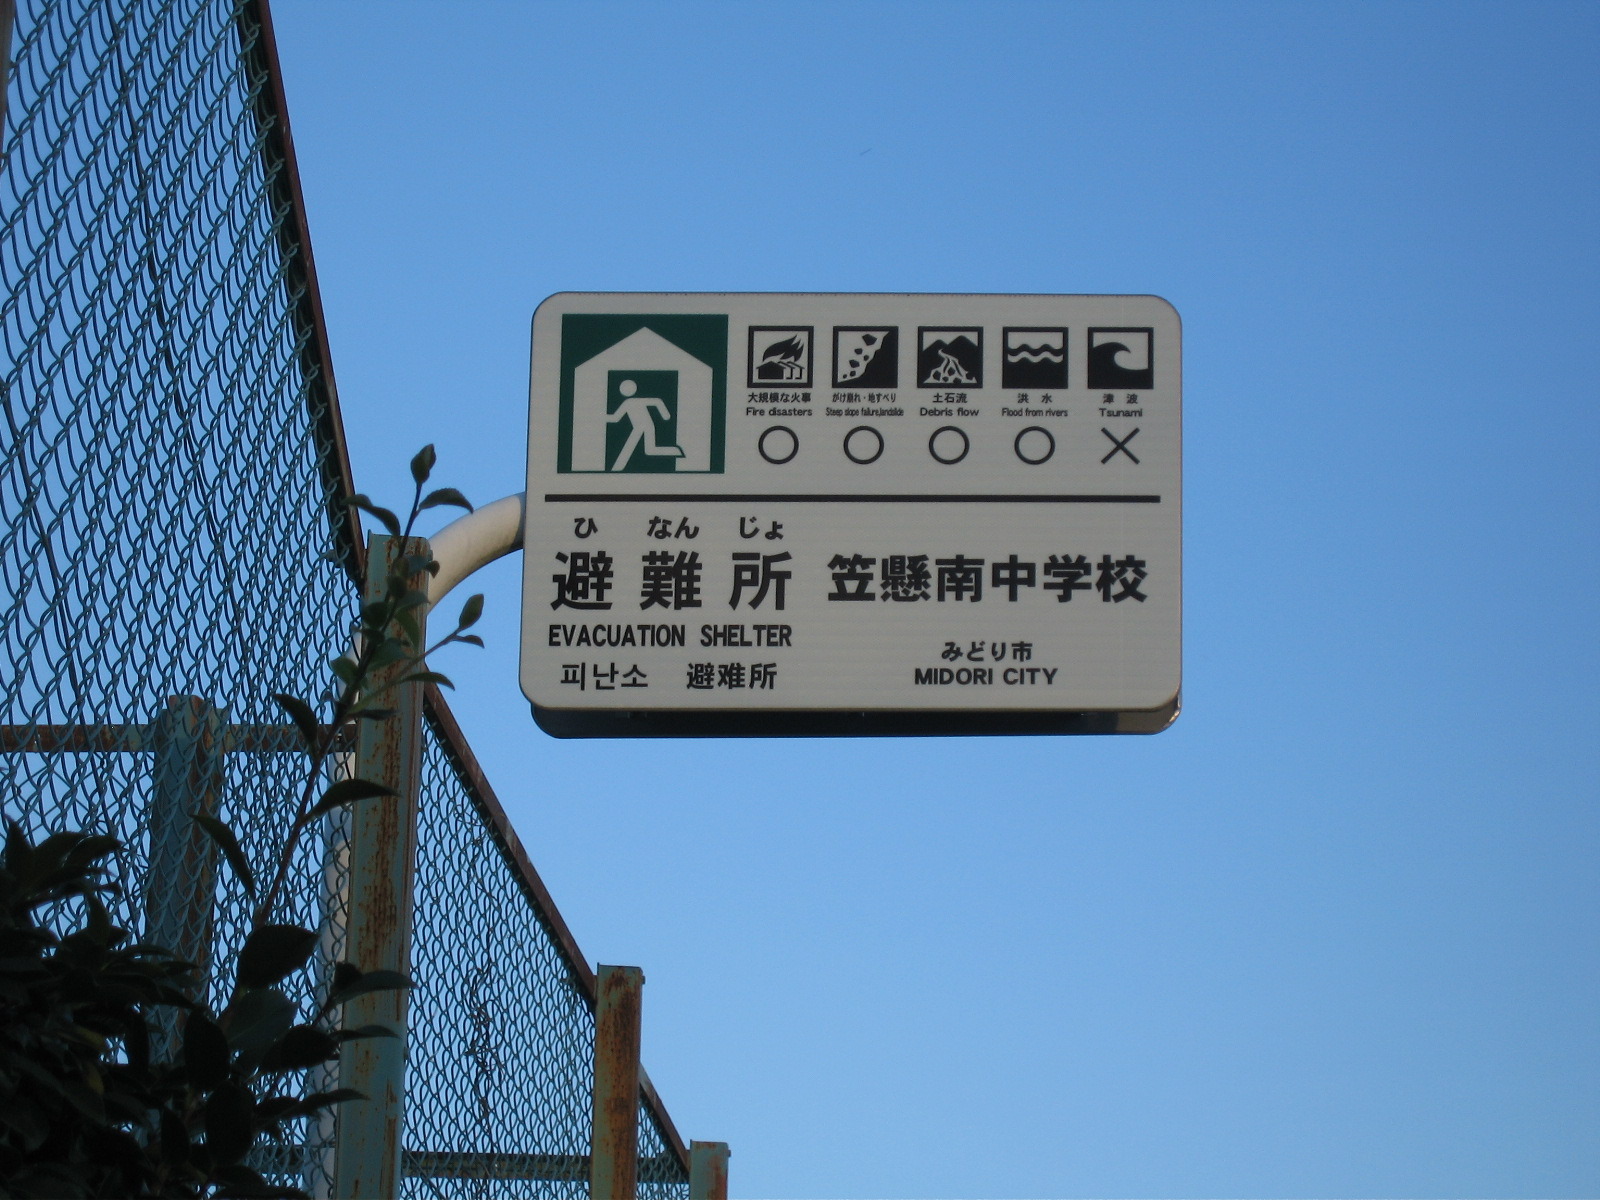 大規模な火事 がけ崩れ・地すべり 土石流 洪水 津波
Fire disasters Steep slope failure,landslide Debris flow Flood from rivers Tsunami
○ ○ ○ ○ ×
ひ なん じょ
避難所 笠懸南中学校
EVACUATION SHELTER
みどり市
피난소 避难所
MIDORI CITY